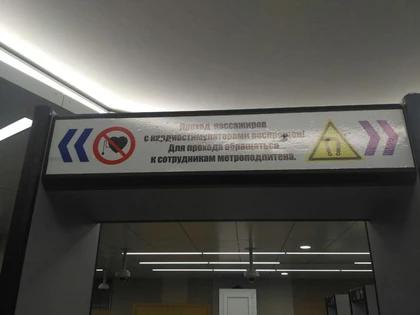 Проход пассажиров
с кардиостимуляторами воспрещен!
Для прохода обращаться
к сотрудникам метрополитена.